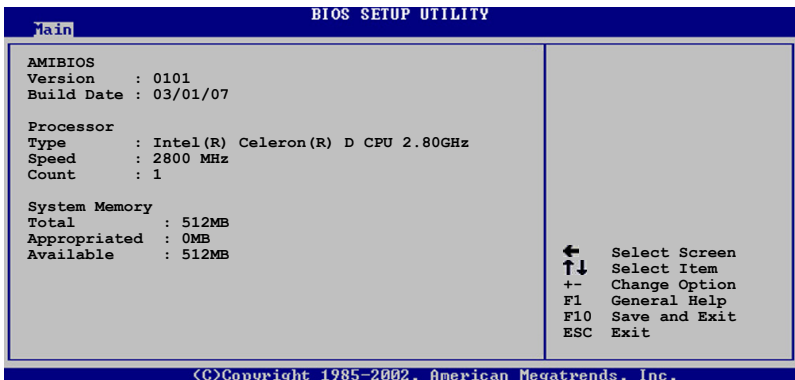 BIOS SETUP UTILITY
Main
AMIBIOS
Version : 0101
Build Date : 03/01/07
Processor
Type : Intel(R) Celeron(R) D CPU 2.80GHz
Speed : 2800 MHz
Count : 1
System Memory
Total : 512MB
Appropriated : 0MB
Available : 512MB
← Select Screen
↑↓ Select Item
+- Change Option
F1 General Help
F10 Save and Exit
ESC Exit
(C)Copyright 1985-2002, American Megatrends, Inc.